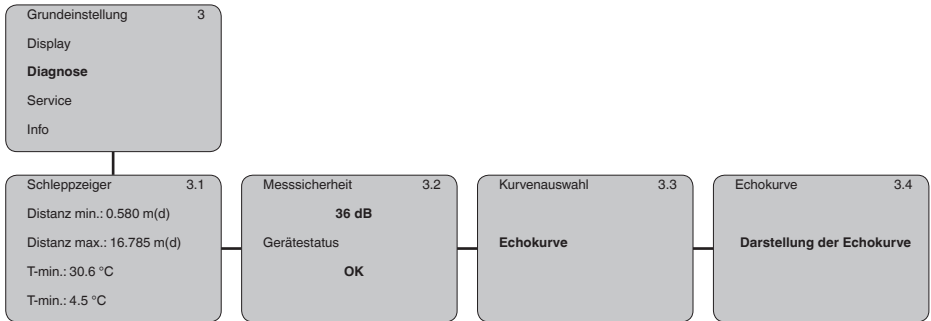 Grundeinstellung 3
Display
Diagnose
Service
Info
Schleppzeiger 3.1
Distanz min.: 0.580 m(d)
Distanz max.: 16.785 m(d)
T-min.: 30.6 °C
T-min.: 4.5 °C
Messsicherheit 3.2
36 dB
Gerätestatus
OK
Kurvenauswahl 3.3
Echokurve
Echokurve 3.4
Darstellung der Echokurve